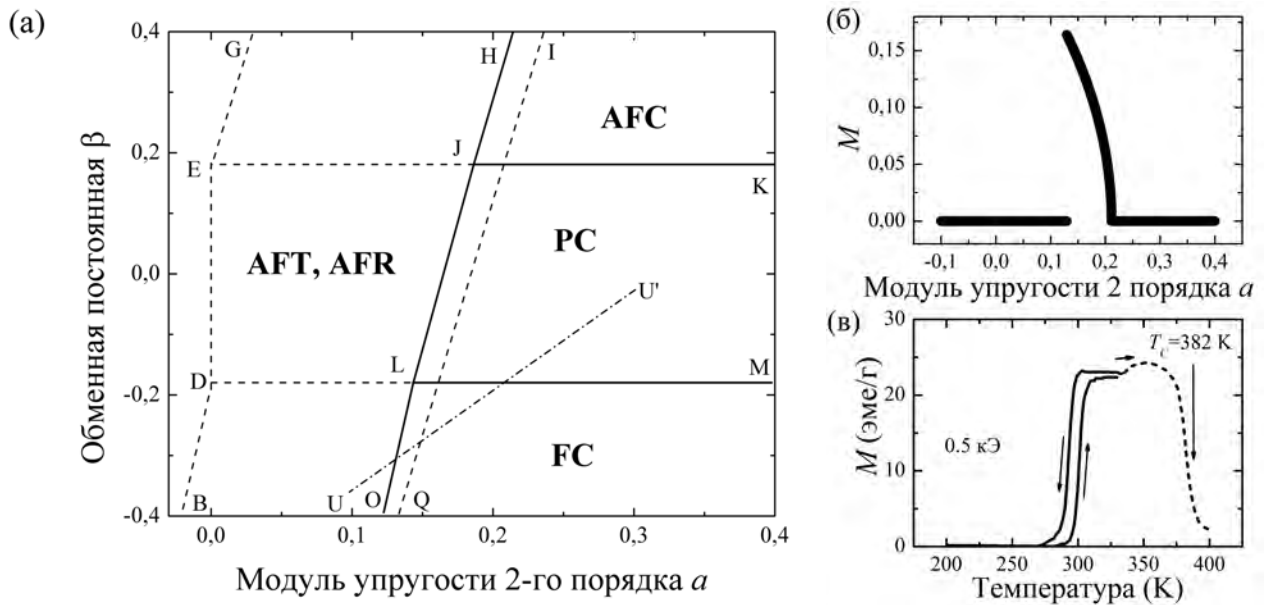 (а)
0,4
0,2
0,0
-0,2
-0,4
Обменная постоянная β
G
H
I
AFC
E
J
K
AFT, AFR
PC
U'
D
L
M
FC
B
U
O
Q
0,0
0,1
0,2
0,3
0,4
Модуль упругости 2-го порядка a
(б)
M
0,15
0,10
0,05
0,00
-0,1
0,0
0,1
0,2
0,3
0,4
Модуль упругости 2 порядка a
(в)
M (эме/г)
30
20
10
0
T_C=382 K
0.5 кЭ
200
250
300
350
400
Температура (К)